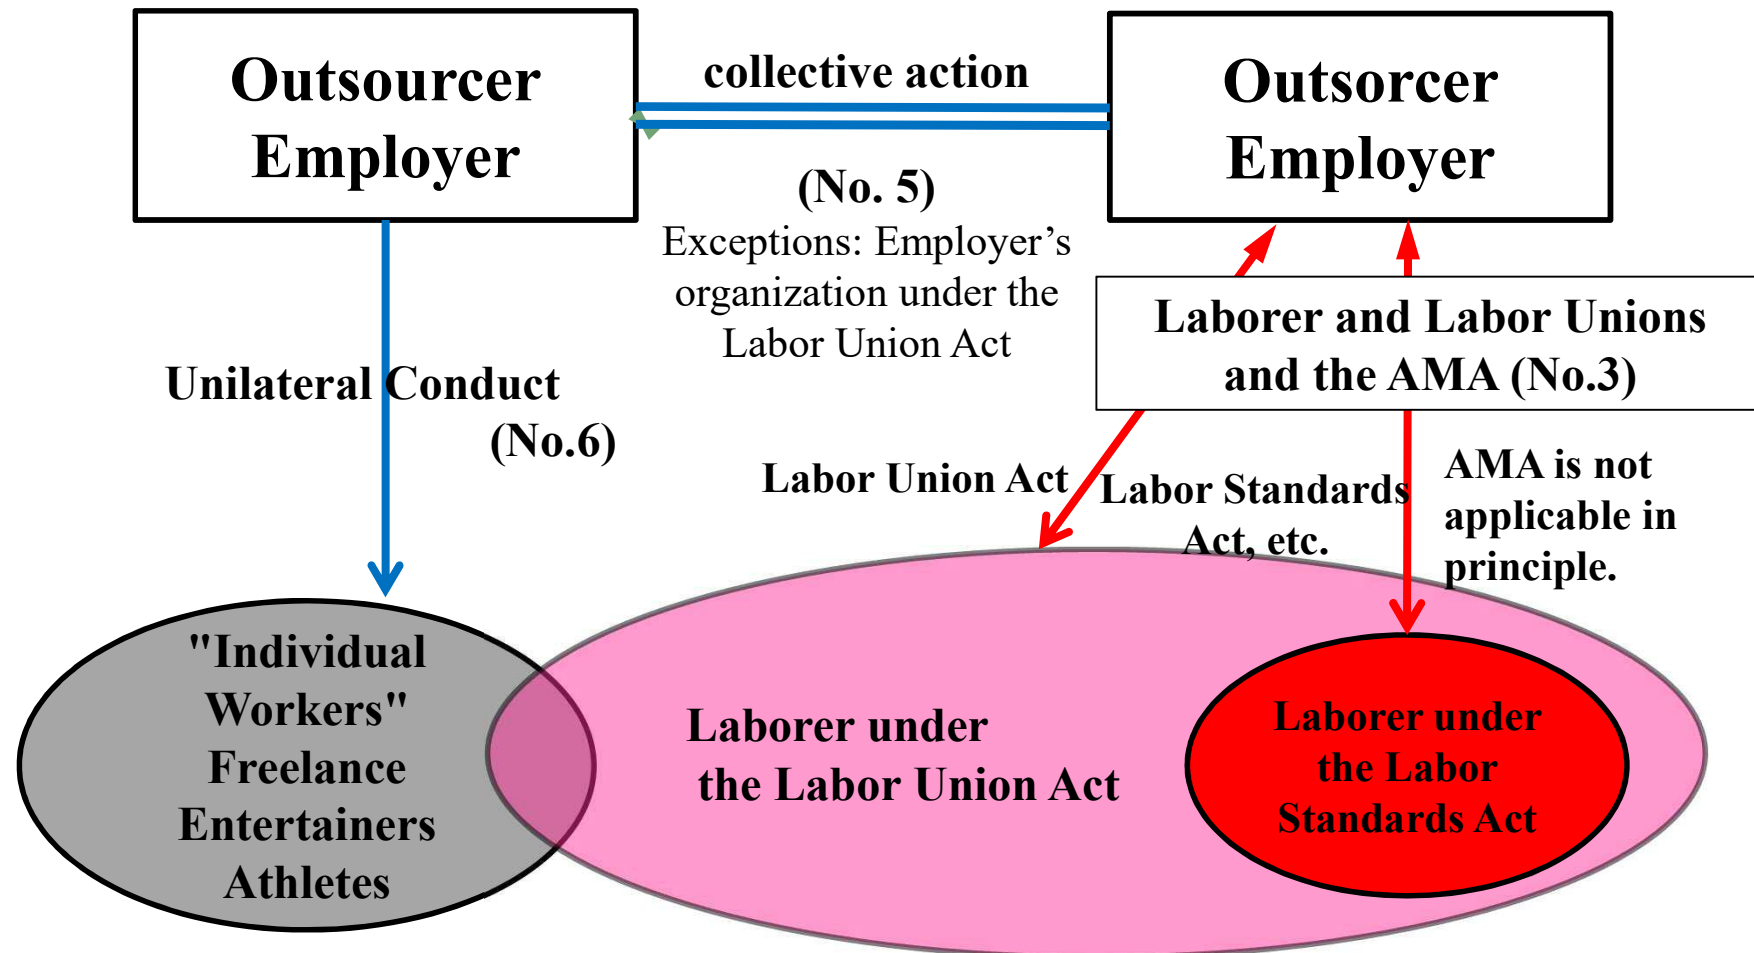 Outsourcer
Employer
collective action
(No. 5)
Exceptions: Employer’s
organization under the
Labor Union Act
Outsorcer
Employer
Laborer and Labor Unions
and the AMA (No.3)
Unilateral Conduct
(No.6)
Labor Union Act
Labor Standards
Act, etc.
AMA is not
applicable in
principle.
"Individual
Workers"
Freelance
Entertainers
Athletes
Laborer under
the Labor Union Act
Laborer under
the Labor
Standards Act